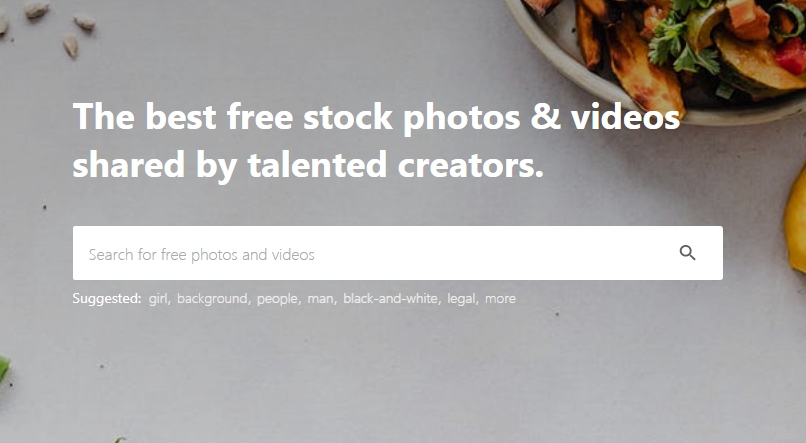 The best free stock photos & videos
shared by talented creators.
Search for free photos and videos
Suggested: girl, background, people, man, black-and-white, legal, more